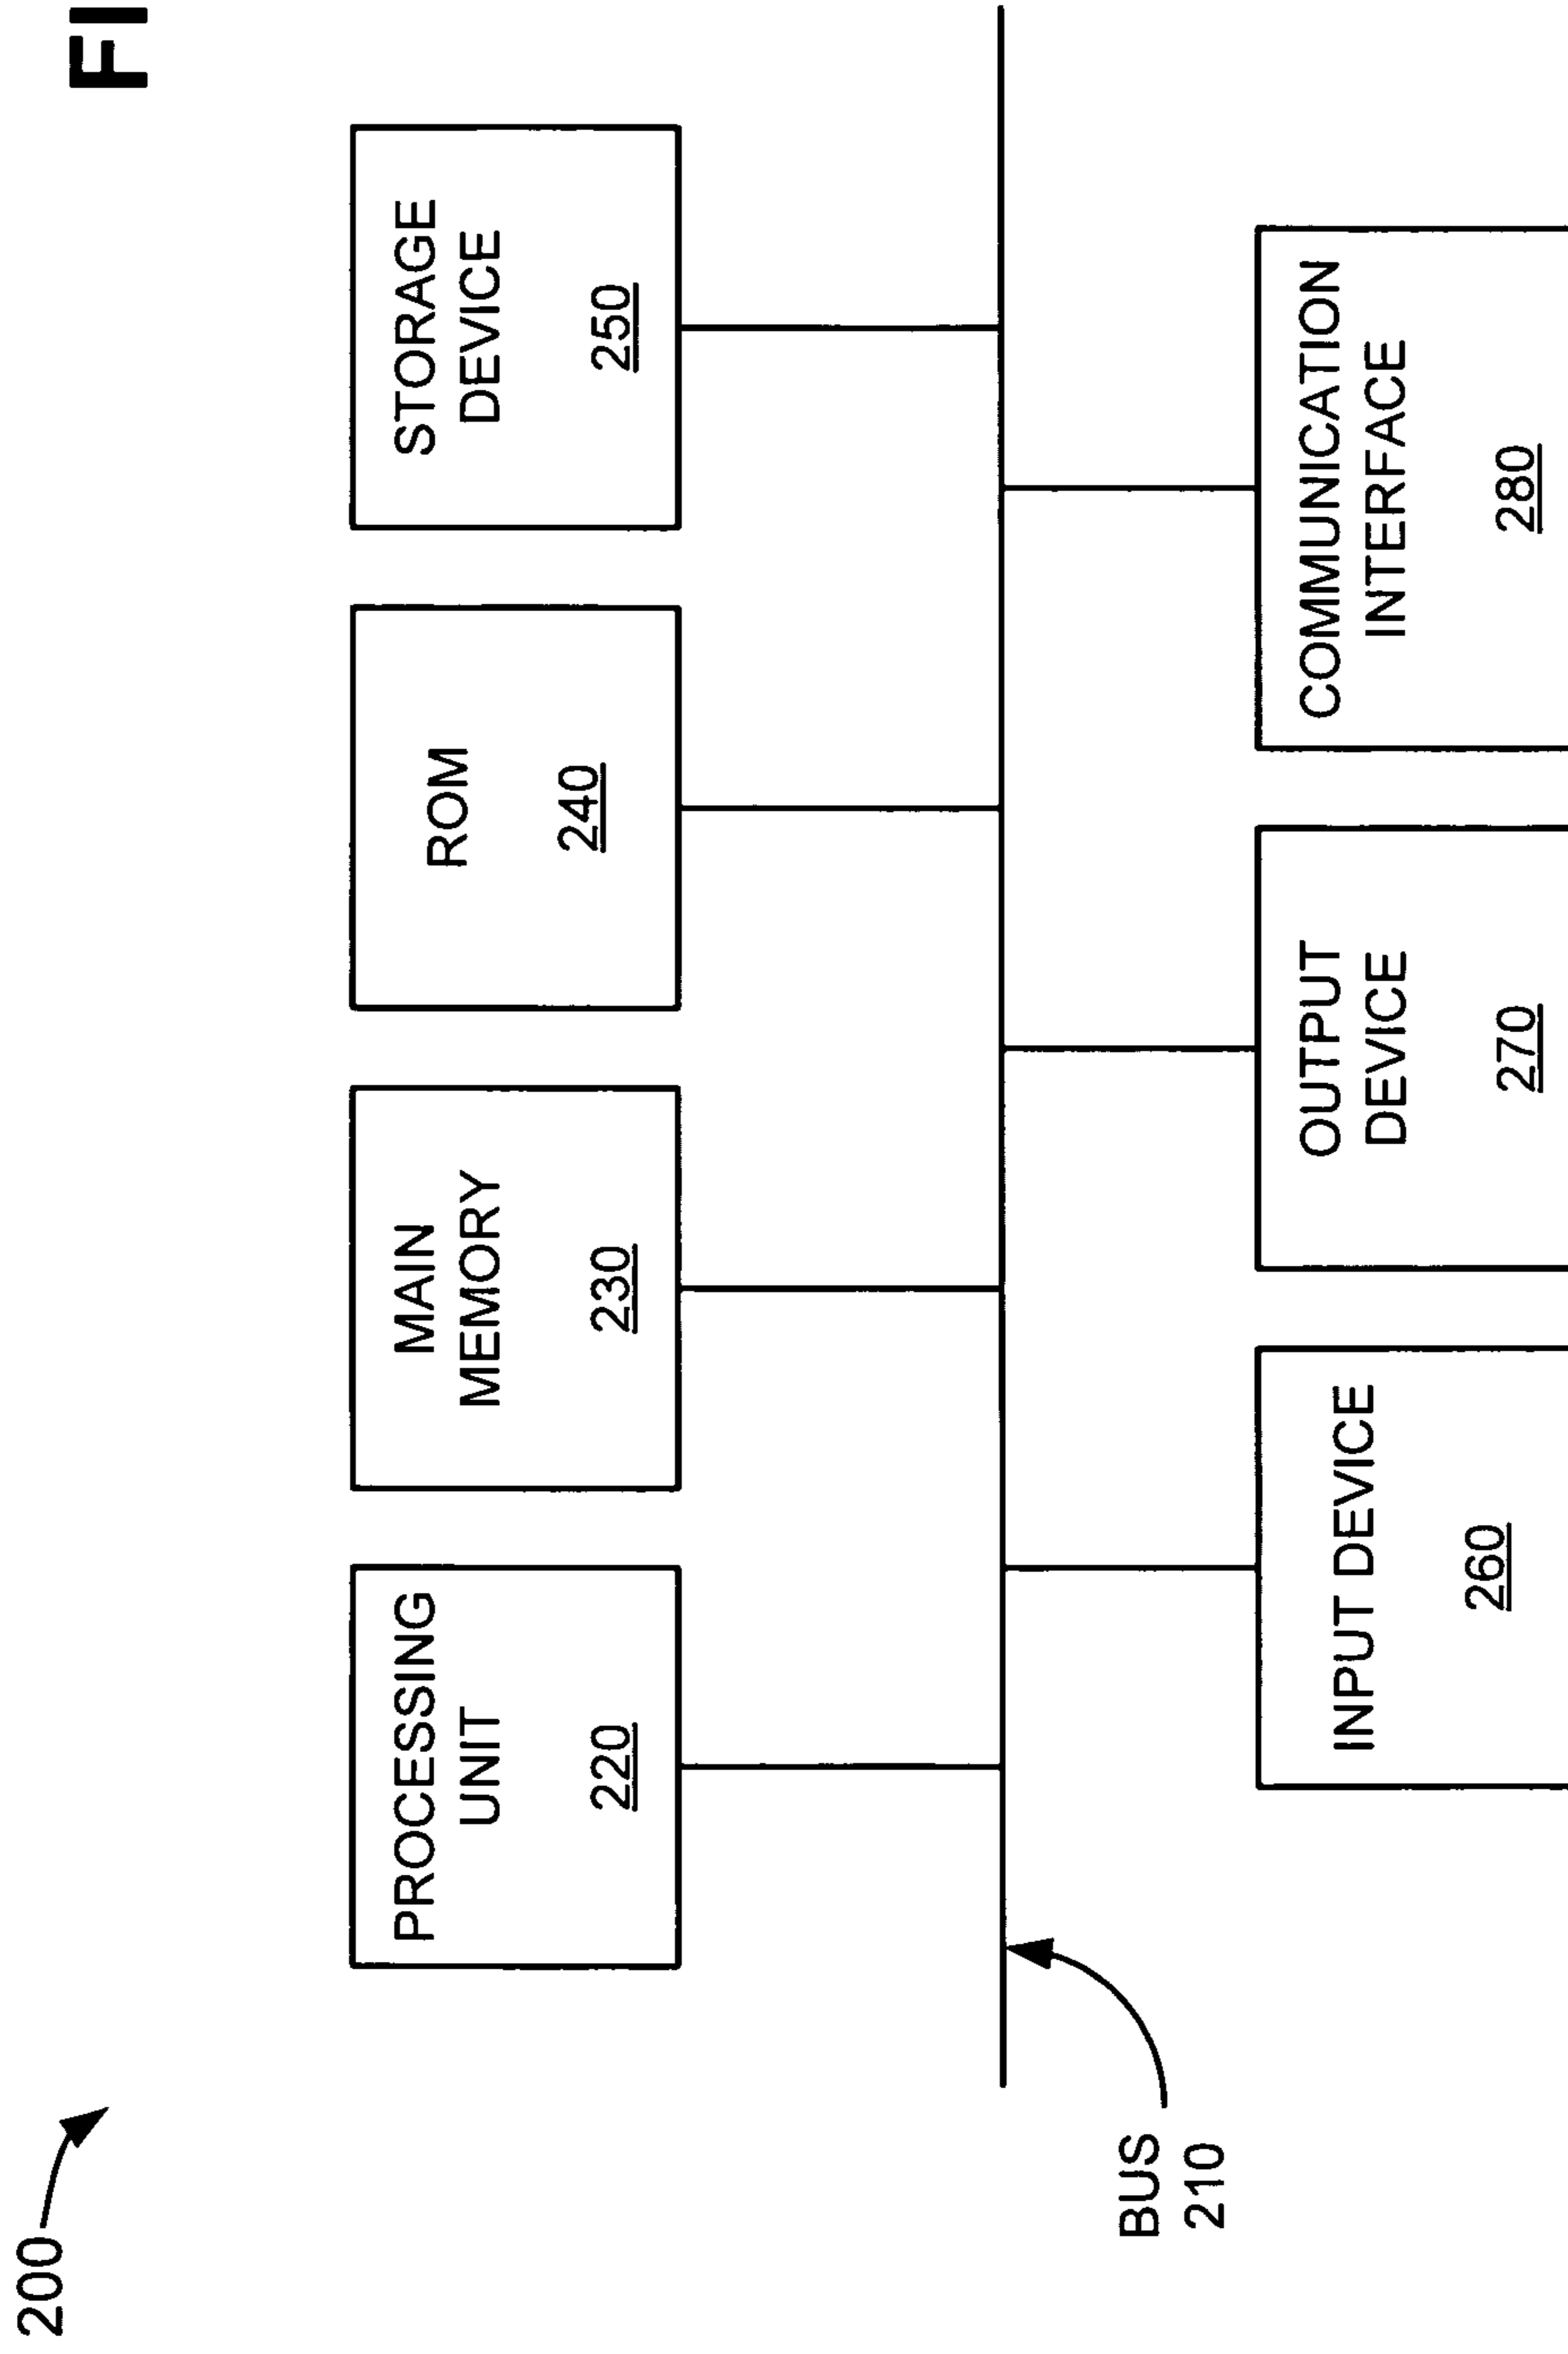 FI
200
PROCESSING
UNIT
220
MAIN
MEMORY
230
ROM
240
STORAGE
DEVICE
250
BUS
210
INPUT DEVICE
260
OUTPUT
DEVICE
270
COMMUNICATION
INTERFACE
280